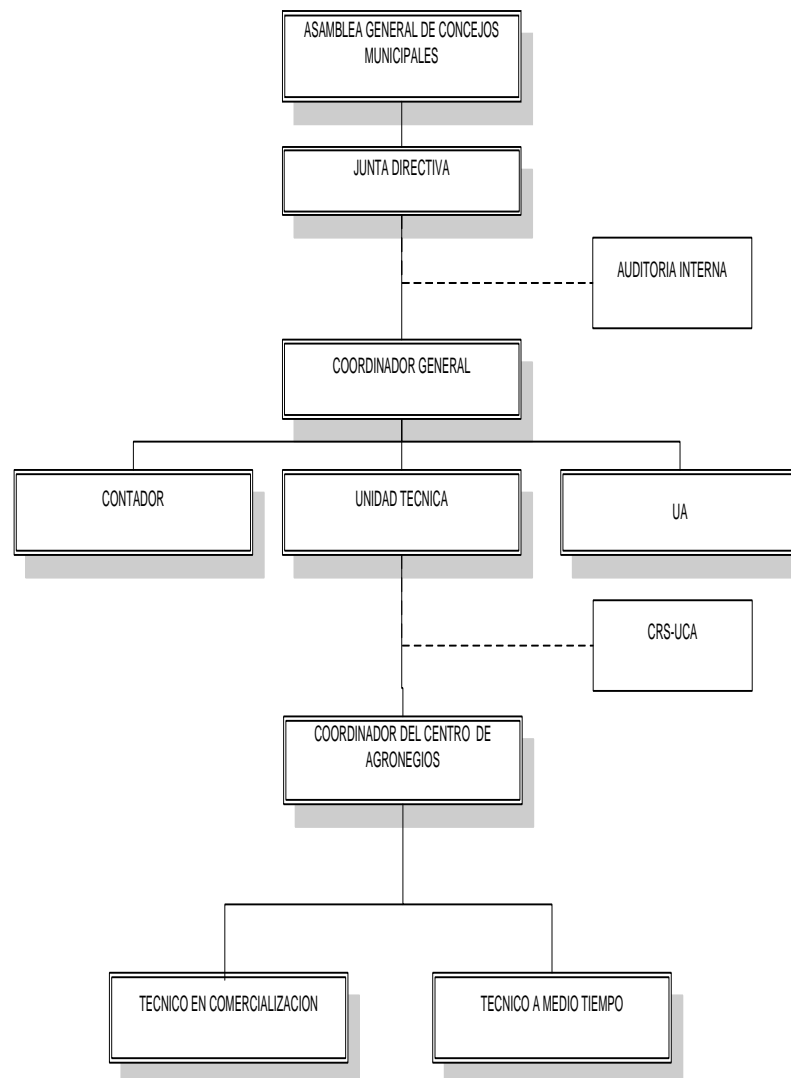 ASAMBLEA GENERAL DE CONCEJOS
MUNICIPALES
JUNTA DIRECTIVA
AUDITORIA INTERNA
COORDINADOR GENERAL
CONTADOR
UNIDAD TECNICA
UA
CRS-UCA
COORDINADOR DEL CENTRO DE
AGRONEGIOS
TECNICO EN COMERCIALIZACION
TECNICO A MEDIO TIEMPO